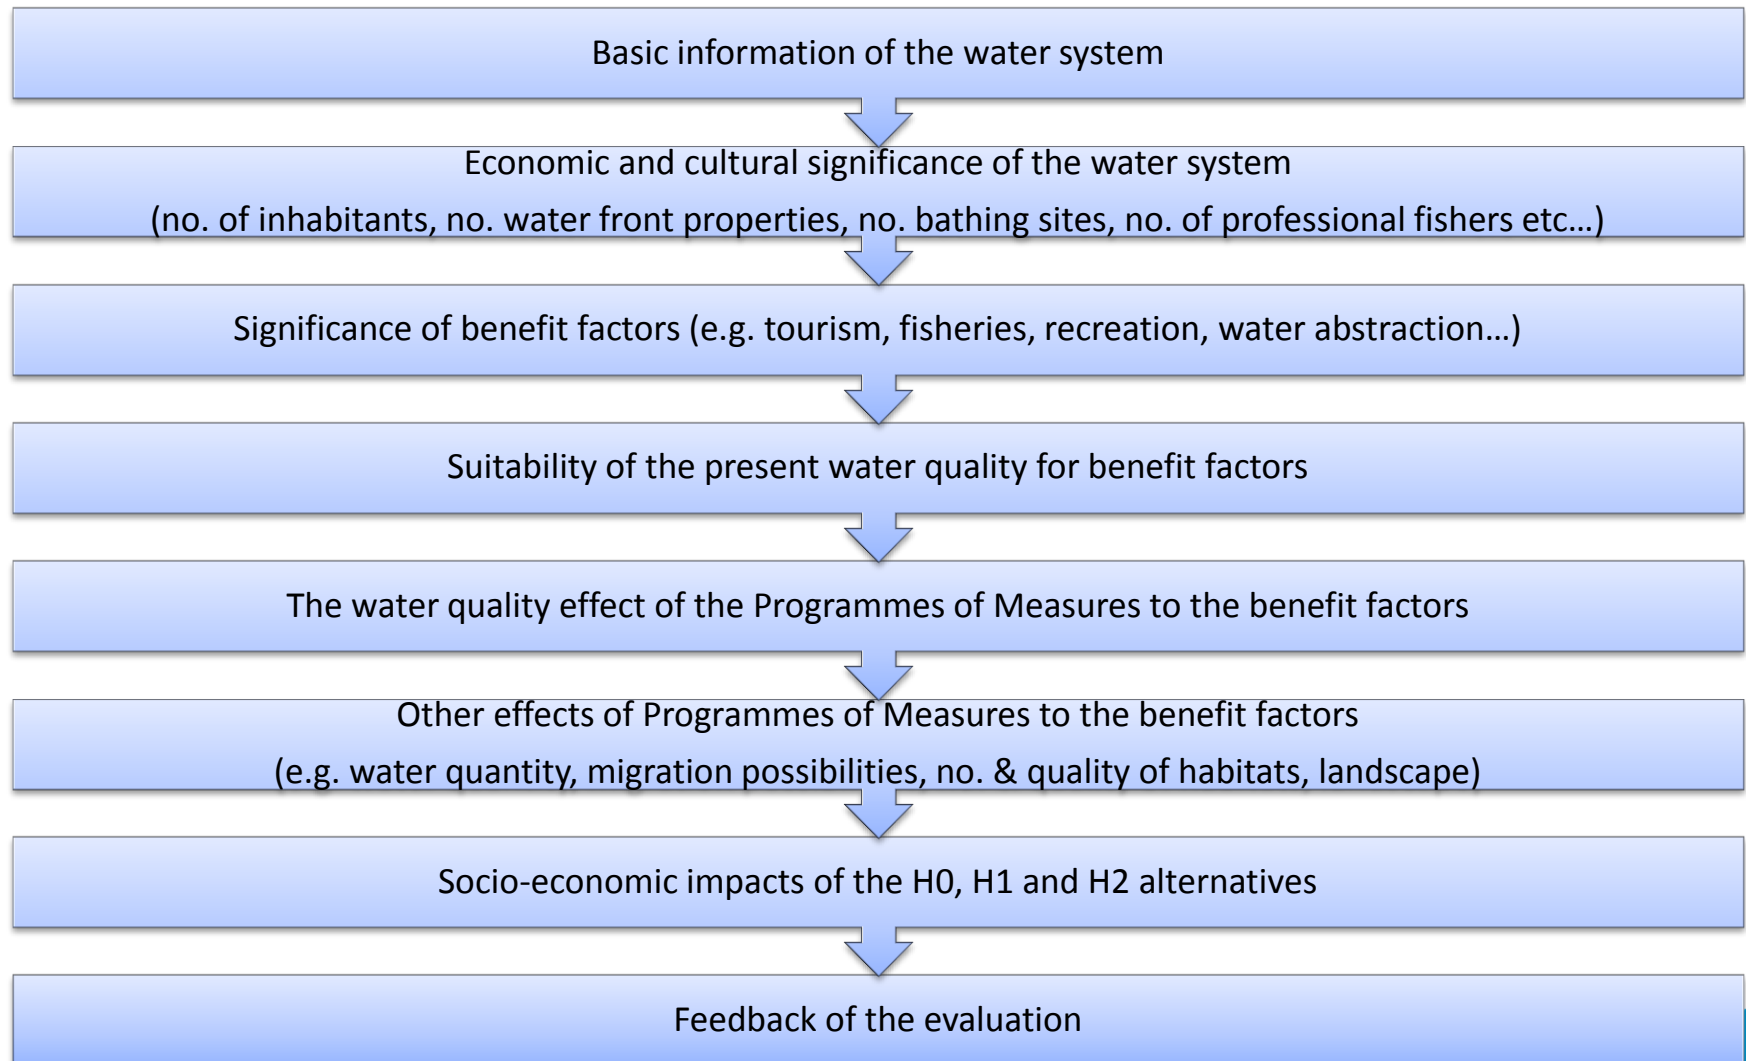 Basic information of the water system
Economic and cultural significance of the water system
(no. of inhabitants, no. water front properties, no. bathing sites, no. of professional fishers etc…)
Significance of benefit factors (e.g. tourism, fisheries, recreation, water abstraction…)
Suitability of the present water quality for benefit factors
The water quality effect of the Programmes of Measures to the benefit factors
Other effects of Programmes of Measures to the benefit factors
(e.g. water quantity, migration possibilities, no. & quality of habitats, landscape)
Socio-economic impacts of the H0, H1 and H2 alternatives
Feedback of the evaluation